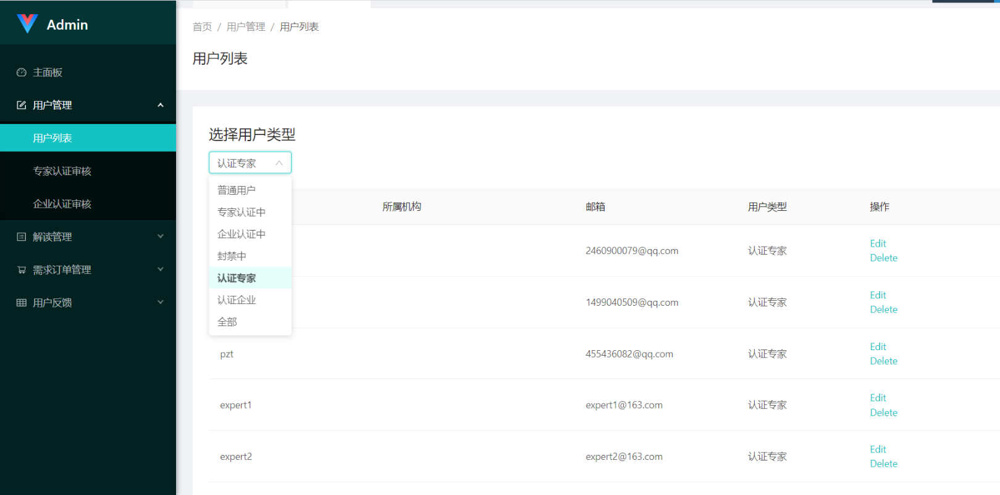 Admin
主面板
用户管理
用户列表
专家认证审核
企业认证审核
解读管理
需求订单管理
用户反馈
首页 / 用户管理 / 用户列表
用户列表
选择用户类型
认证专家
普通用户
专家认证中
企业认证中
封禁中
认证专家
认证企业
全部
所属机构 邮箱 用户类型 操作
2460900079@qq.com 认证专家 Edit
Delete
1499040509@qq.com 认证专家 Edit
Delete
pzt 455436082@qq.com 认证专家 Edit
Delete
expert1 expert1@163.com 认证专家 Edit
Delete
expert2 expert2@163.com 认证专家 Edit
Delete